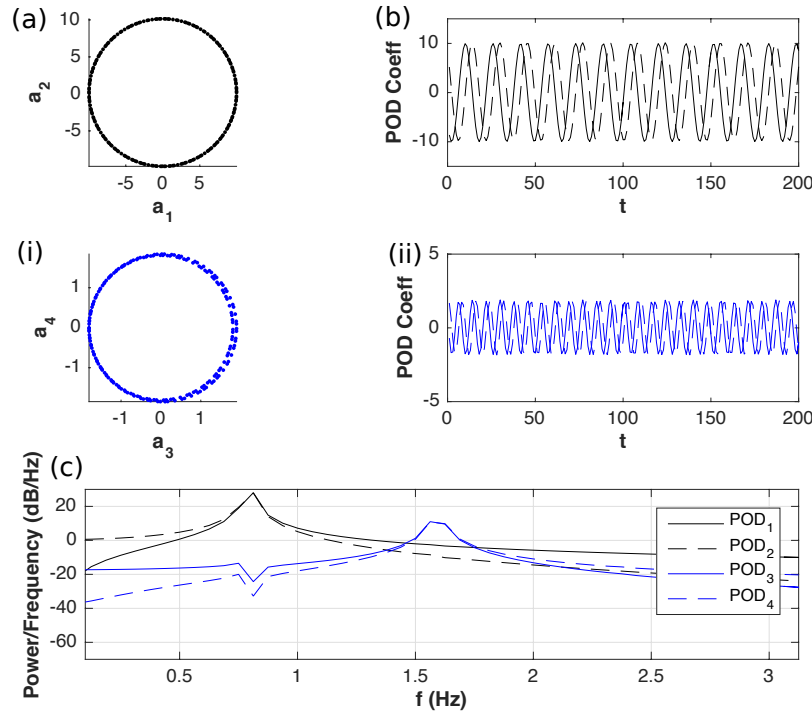 (a)
10
5
0
-5
a2
-5 0 5
a1
(b)
10
0
-10
POD Coeff
0 50 100 150 200
t
(i)
1
0
-1
a4
-1 0 1
a3
(ii)
5
0
-5
POD Coeff
0 50 100 150 200
t
(c)
20
0
-20
-40
-60
Power/Frequency (dB/Hz)
0.5 1 1.5 2 2.5 3
f (Hz)
POD1
POD2
POD3
POD4